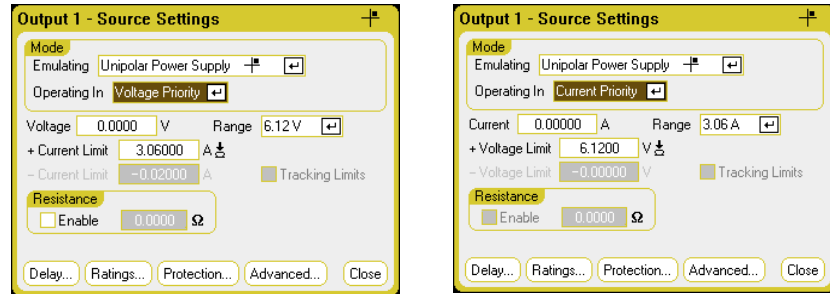 Output 1 - Source Settings
Mode
Emulating Unipolar Power Supply
Operating In Voltage Priority
Voltage 0.0000 V Range 6.12 V
+ Current Limit 3.06000 A
- Current Limit -0.02000 A Tracking Limits
Resistance
Enable 0.0000 Ω
Delay... Ratings... Protection... Advanced... Close
Output 1 - Source Settings
Mode
Emulating Unipolar Power Supply
Operating In Current Priority
Current 0.00000 A Range 3.06 A
+ Voltage Limit 6.1200 V
- Voltage Limit -0.00000 V Tracking Limits
Resistance
Enable 0.0000 Ω
Delay... Ratings... Protection... Advanced... Close